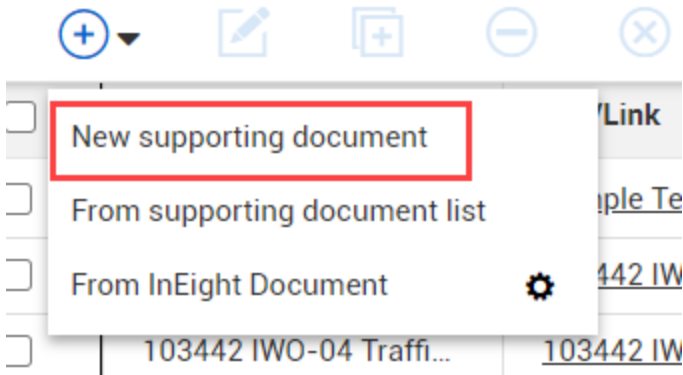 /Link
New supporting document
From supporting document list
From InEight Document
103442 IWO-04 Traffi...
103442 IW